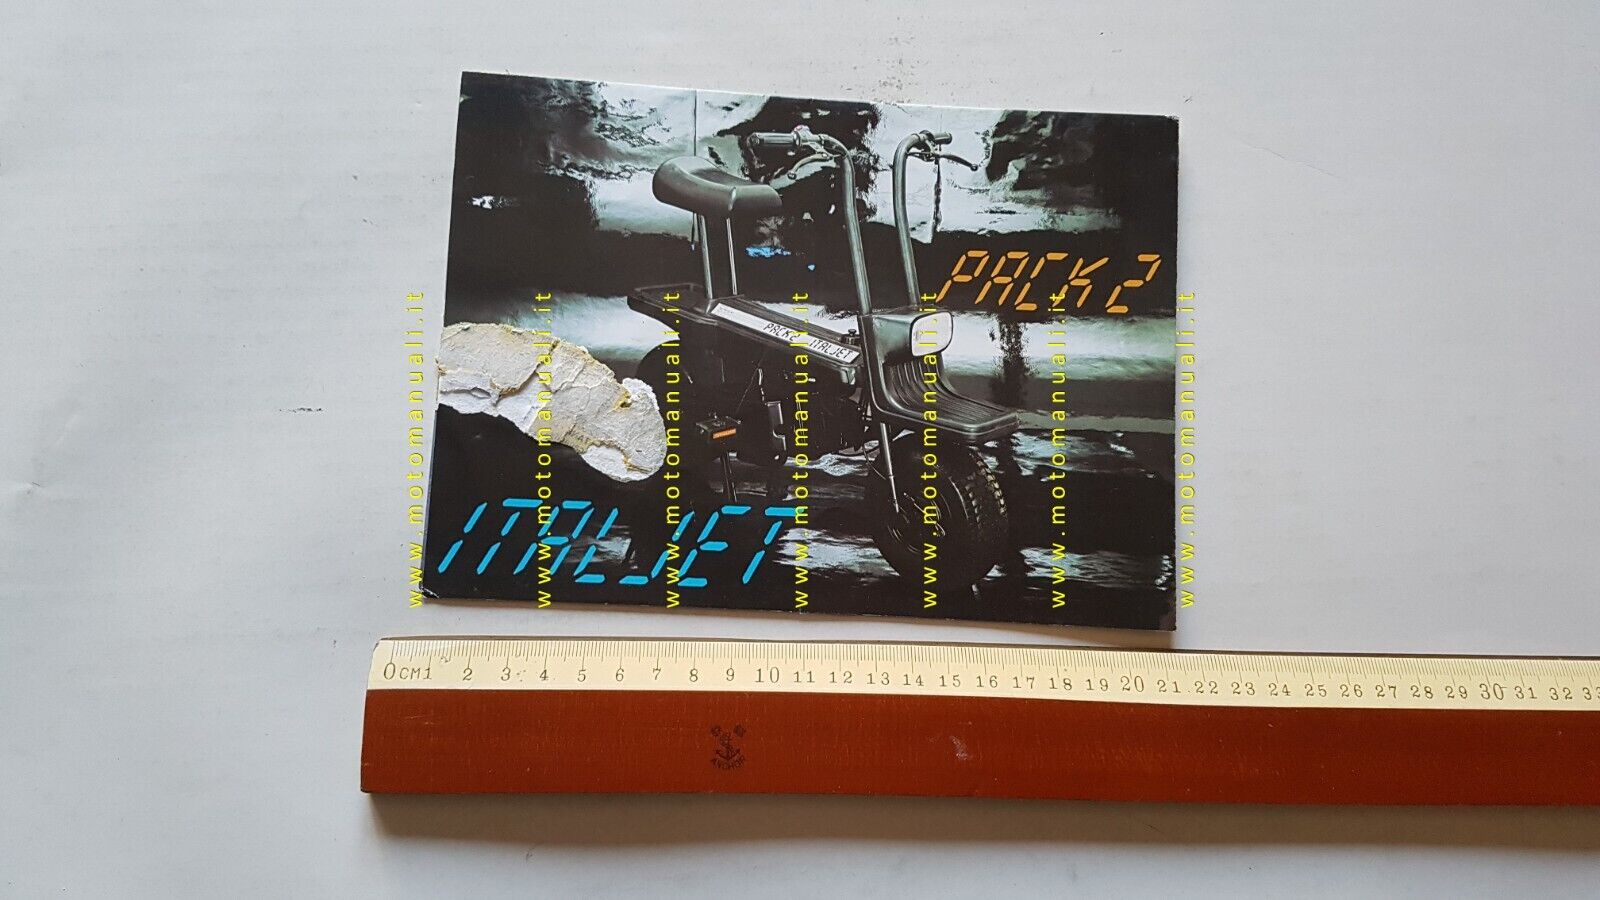 PACK 2
PACK 2 ITALJET
ITALJET
www.motomanuali.it
www.motomanuali.it
www.motomanuali.it
www.motomanuali.it
www.motomanuali.it
www.motomanuali.it
www.motomanuali.it
0CM1 2 3 4 5 6 7 8 9 10 11 12 13 14 15 16 17 18 19 20 21 22 23 24 25 26 27 28 29 30 31 32 33
ANCHOR